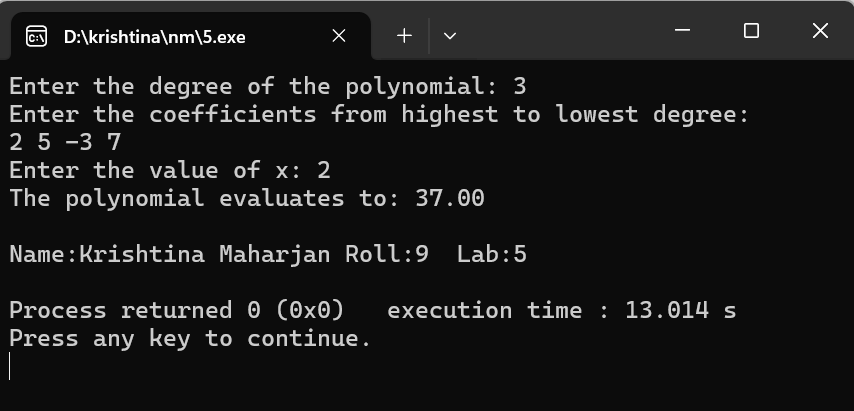 D:\krishtina\nm\5.exe
Enter the degree of the polynomial: 3
Enter the coefficients from highest to lowest degree:
2 5 -3 7
Enter the value of x: 2
The polynomial evaluates to: 37.00
Name:Krishtina Maharjan Roll:9  Lab:5
Process returned 0 (0x0)   execution time : 13.014 s
Press any key to continue.